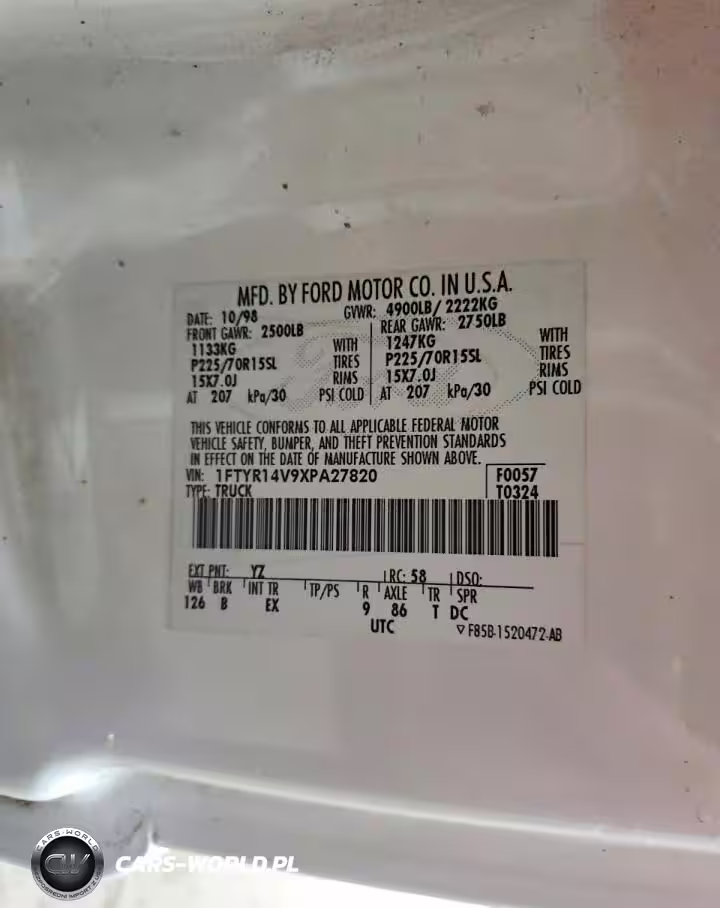 MFD. BY FORD MOTOR CO. IN U.S.A.
DATE: 10/98 GVWR: 4900LB/ 2222KG
FRONT GAWR: 2500LB REAR GAWR: 2750LB
1133KG WITH 1247KG WITH
P225/70R15SL TIRES P225/70R15SL TIRES
15X7.0J RIMS 15X7.0J RIMS
AT 207 kPa/30 PSI COLD AT 207 kPa/30 PSI COLD
THIS VEHICLE CONFORMS TO ALL APPLICABLE FEDERAL MOTOR
VEHICLE SAFETY, BUMPER, AND THEFT PREVENTION STANDARDS
IN EFFECT ON THE DATE OF MANUFACTURE SHOWN ABOVE.
VIN: 1FTYR14V9XPA27820 F0057
TYPE: TRUCK T0324
EXT PNT: YZ RC: 58 DSO:
WB BRK INT TR TP/PS R AXLE TR SPR
126 B EX 9 86 T DC
UTC F85B-1520472-AB
CARS-WORLD
CW
CARS-WORLD.PL